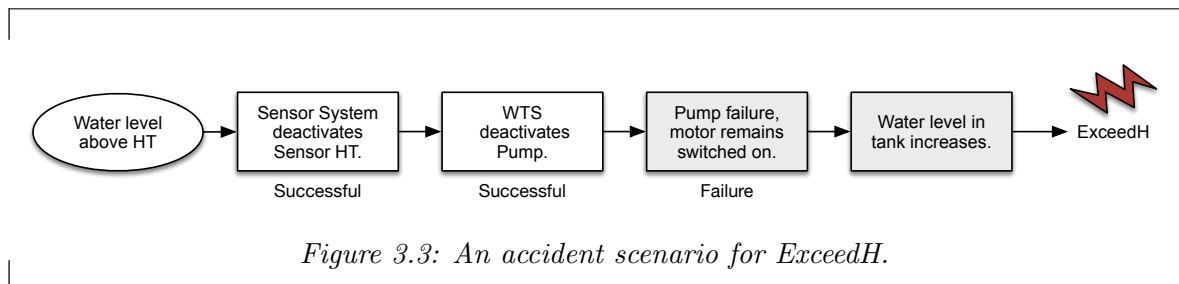 Water level
above HT
Sensor System
deactivates
Sensor HT.
Successful
WTS
deactivates
Pump.
Successful
Pump failure,
motor remains
switched on.
Failure
Water level in
tank increases.
ExceedH
Figure 3.3: An accident scenario for ExceedH.